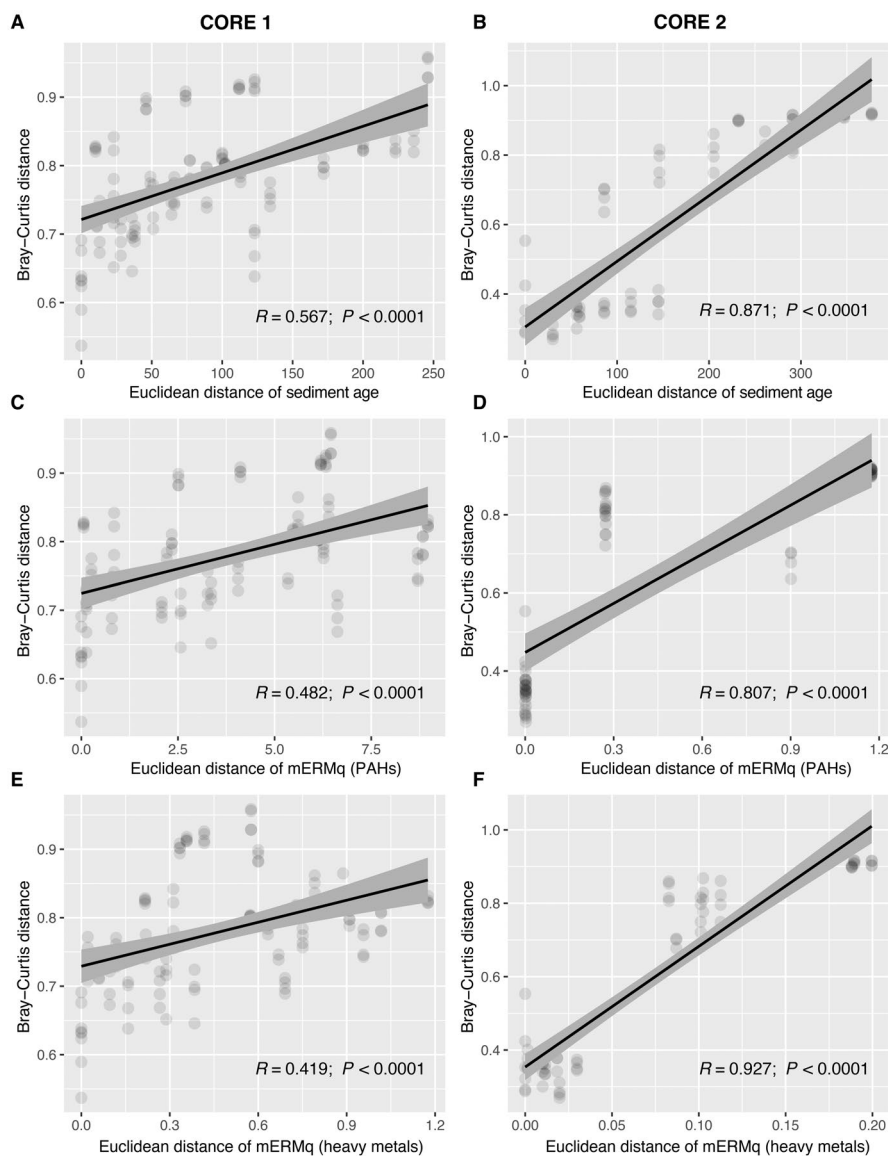 A CORE 1
0.9
0.8
0.7
0.6
Bray−Curtis distance
R = 0.567; P < 0.0001
0 50 100 150 200 250
Euclidean distance of sediment age
B CORE 2
1.0
0.8
0.6
0.4
Bray−Curtis distance
R = 0.871; P < 0.0001
0 100 200 300
Euclidean distance of sediment age
C
0.9
0.8
0.7
0.6
Bray−Curtis distance
R = 0.482; P < 0.0001
0.0 2.5 5.0 7.5
Euclidean distance of mERMq (PAHs)
D
1.0
0.8
0.6
0.4
Bray−Curtis distance
R = 0.807; P < 0.0001
0.0 0.3 0.6 0.9 1.2
Euclidean distance of mERMq (PAHs)
E
0.9
0.8
0.7
0.6
Bray−Curtis distance
R = 0.419; P < 0.0001
0.0 0.3 0.6 0.9 1.2
Euclidean distance of mERMq (heavy metals)
F
1.0
0.8
0.6
0.4
Bray−Curtis distance
R = 0.927; P < 0.0001
0.00 0.05 0.10 0.15 0.20
Euclidean distance of mERMq (heavy metals)